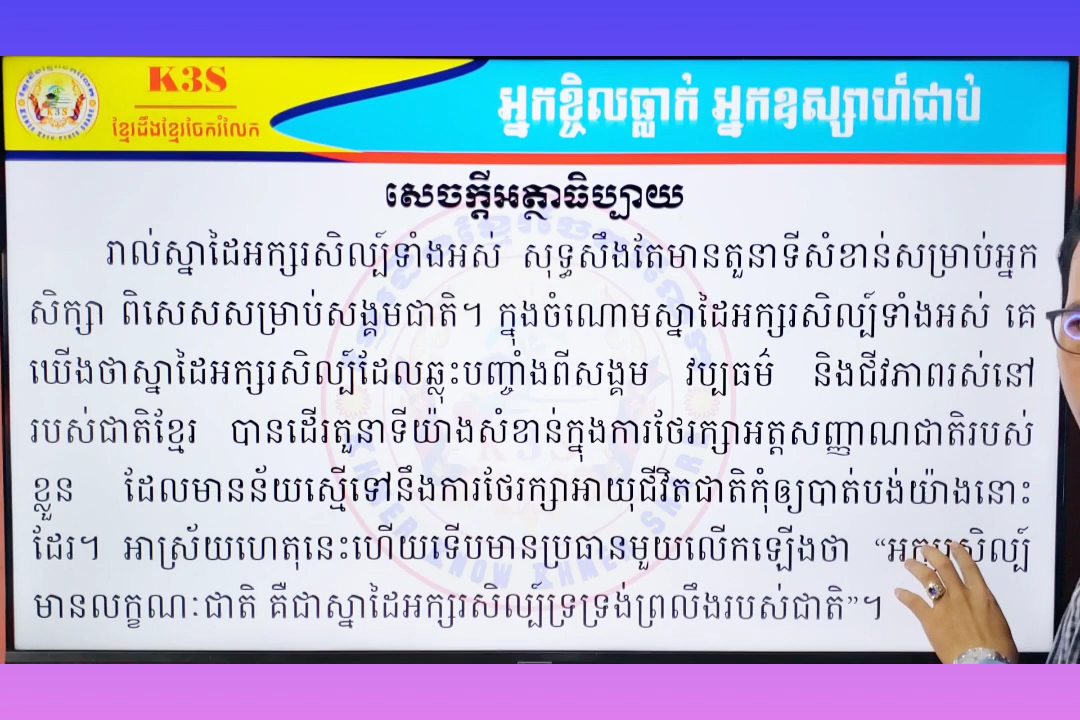 K3S
ខ្មែរដឹងខ្មែរចែករំលែក
អ្នកខ្ជិលធ្លាក់ អ្នកឧស្សាហ៍ជាប់
សេចក្តីអត្ថាធិប្បាយ
រាល់ស្នាដៃអក្សរសិល្ប៍ទាំងអស់ សុទ្ធសឹងតែមានតួនាទីសំខាន់សម្រាប់អ្នក
សិក្សា ពិសេសសម្រាប់សង្គមជាតិ។ ក្នុងចំណោមស្នាដៃអក្សរសិល្ប៍ទាំងអស់ គេ
ឃើងថាស្នាដៃអក្សរសិល្ប៍ដែលឆ្លុះបញ្ចាំងពីសង្គម វប្បធម៌ និងជីវភាពរស់នៅ
របស់ជាតិខ្មែរ បានដើរតួនាទីយ៉ាងសំខាន់ក្នុងការថែរក្សាអត្តសញ្ញាណជាតិរបស់
ខ្លួន ដែលមានន័យស្មើទៅនឹងការថែរក្សាអាយុជីវិតជាតិកុំឲ្យបាត់បង់យ៉ាងនោះ
ដែរ។ អាស្រ័យហេតុនេះហើយទើបមានប្រធានមួយលើកឡើងថា “អក្សរសិល្ប៍
មានលក្ខណៈជាតិ គឺជាស្នាដៃអក្សរសិល្ប៍ទ្រទ្រង់ព្រលឹងរបស់ជាតិ”។